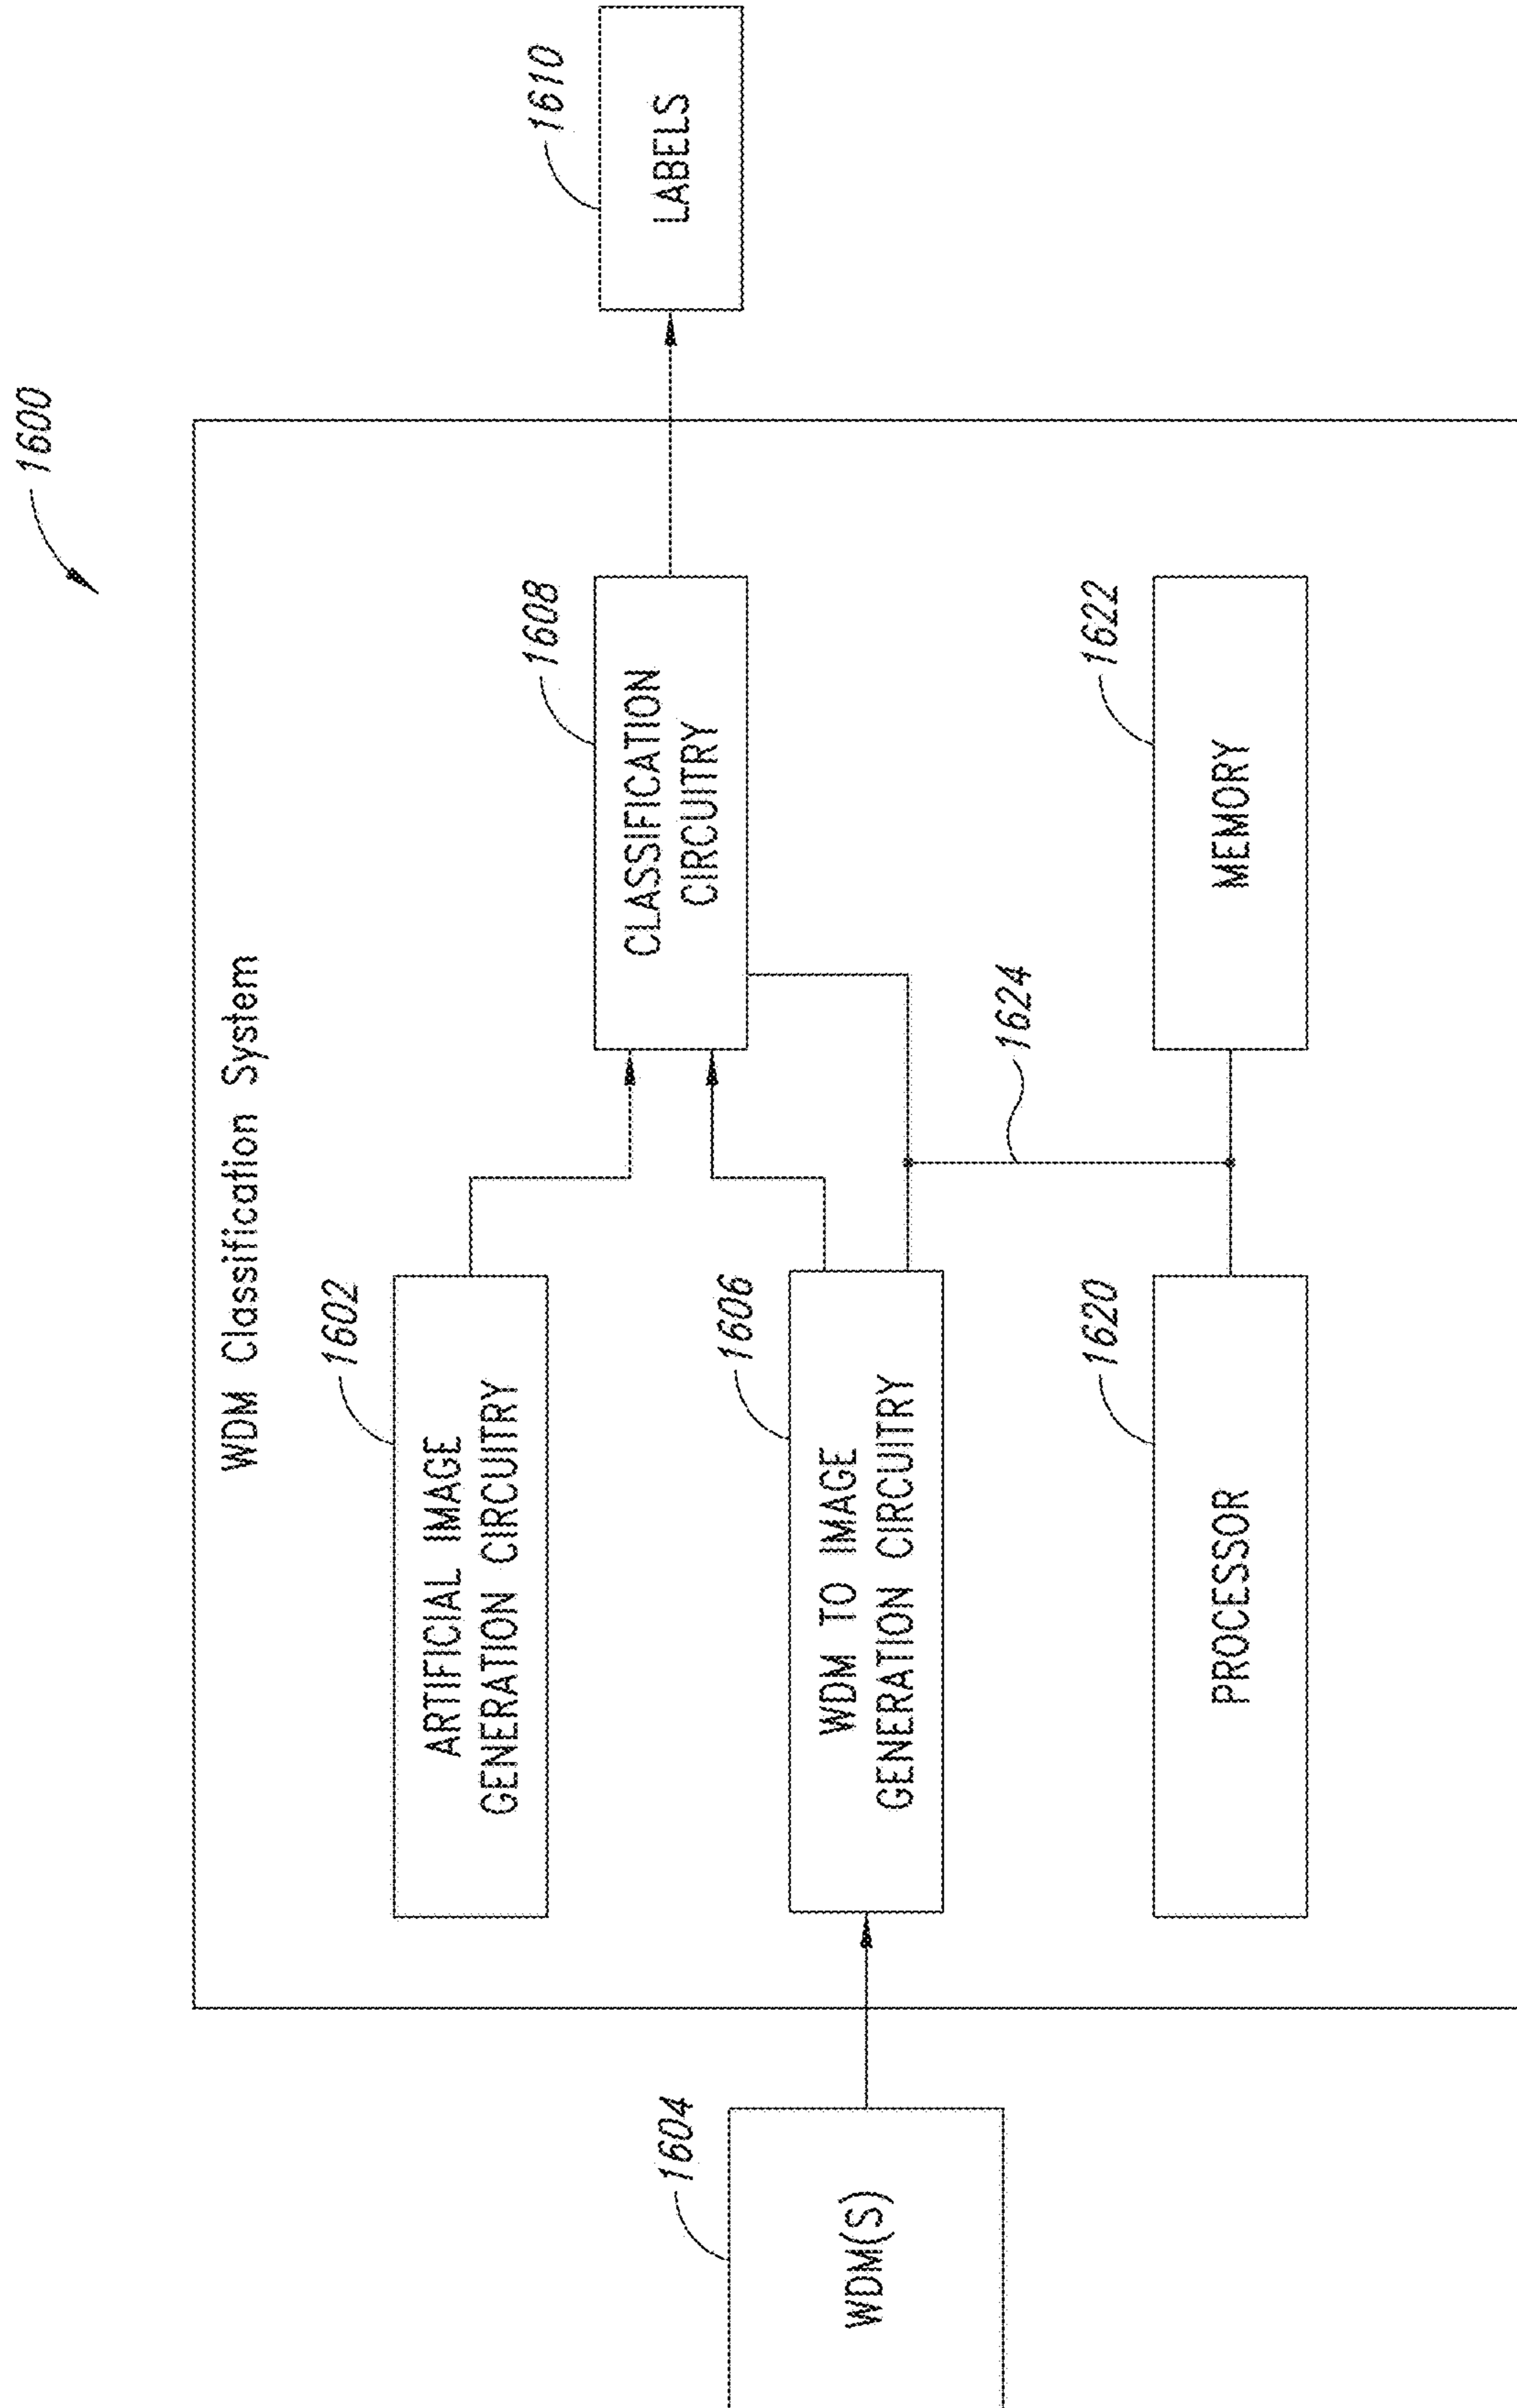 1600
WDM Classification System
1602
ARTIFICIAL IMAGE
GENERATION CIRCUITRY
1608
CLASSIFICATION
CIRCUITRY
1610
LABELS
1604
WDM(S)
1606
WDM TO IMAGE
GENERATION CIRCUITRY
1624
1620
PROCESSOR
1622
MEMORY